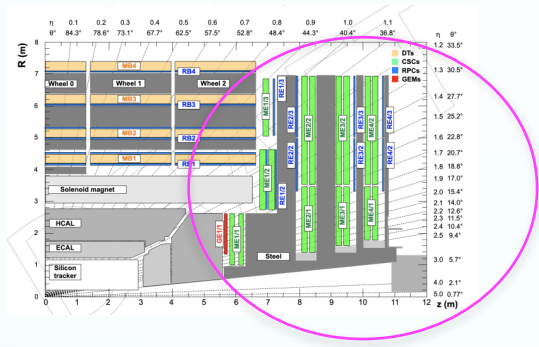 η 0.1 0.2 0.3 0.4 0.5 0.6 0.7 0.8 0.9 1.0 1.1 η θ°
θ° 84.3° 78.6° 73.1° 67.7° 62.5° 57.5° 52.8° 48.4° 44.3° 40.4° 36.8° 1.2 33.5°
R (m)
8
7
6
5
4
3
2
1
0
DTs
CSCs
RPCs
GEMs
MB4
RB4
Wheel 0
Wheel 1
Wheel 2
MB3
RB3
MB2
RB2
MB1
RB1
Solenoid magnet
HCAL
ECAL
Silicon
tracker
Steel
GE1/1
ME1/1
ME1/2
ME1/3
RE1/3
RE1/2
RE2/3
RE2/2
ME2/2
ME2/1
ME3/2
ME3/1
RE3/3
RE3/2
ME4/2
ME4/1
RE4/3
RE4/2
1.3 30.5°
1.4 27.7°
1.5 25.2°
1.6 22.8°
1.7 20.7°
1.8 18.8°
1.9 17.0°
2.0 15.4°
2.1 14.0°
2.2 12.6°
2.3 11.5°
2.4 10.4°
2.5 9.4°
3.0 5.7°
4.0 2.1°
5.0 0.77°
0 1 2 3 4 5 6 7 8 9 10 11 12 z (m)